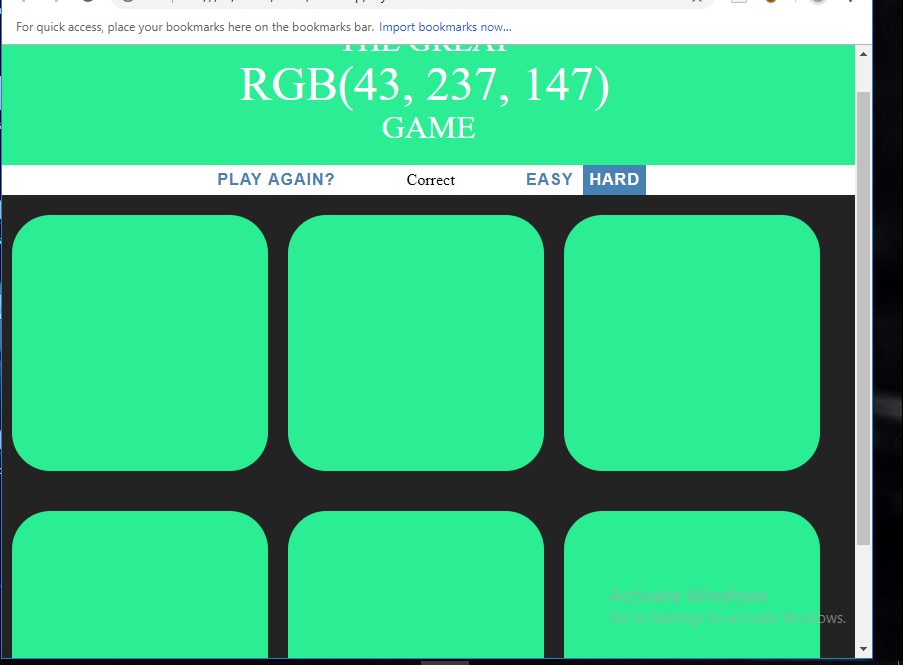 For quick access, place your bookmarks here on the bookmarks bar. Import bookmarks now...
THE GREAT
RGB(43, 237, 147)
GAME
PLAY AGAIN? Correct EASY HARD
Activate Windows
Go to Settings to activate Windows.